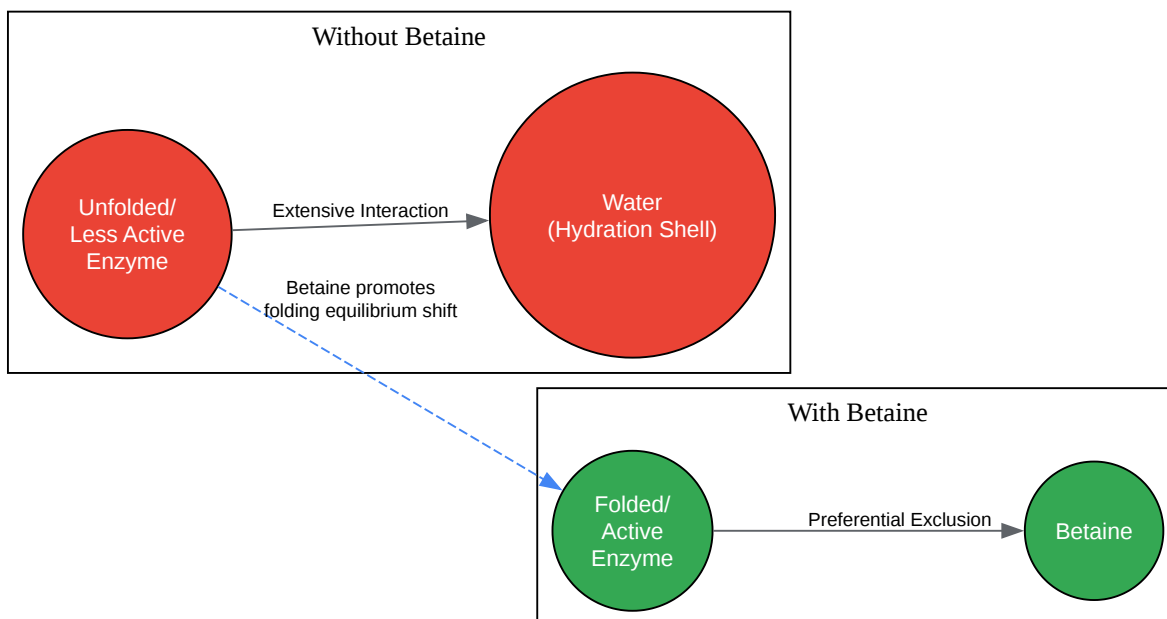 Without Betaine
Unfolded/
Less Active
Enzyme
Extensive Interaction
Water
(Hydration Shell)
Betaine promotes
folding equilibrium shift
With Betaine
Folded/
Active
Enzyme
Preferential Exclusion
Betaine